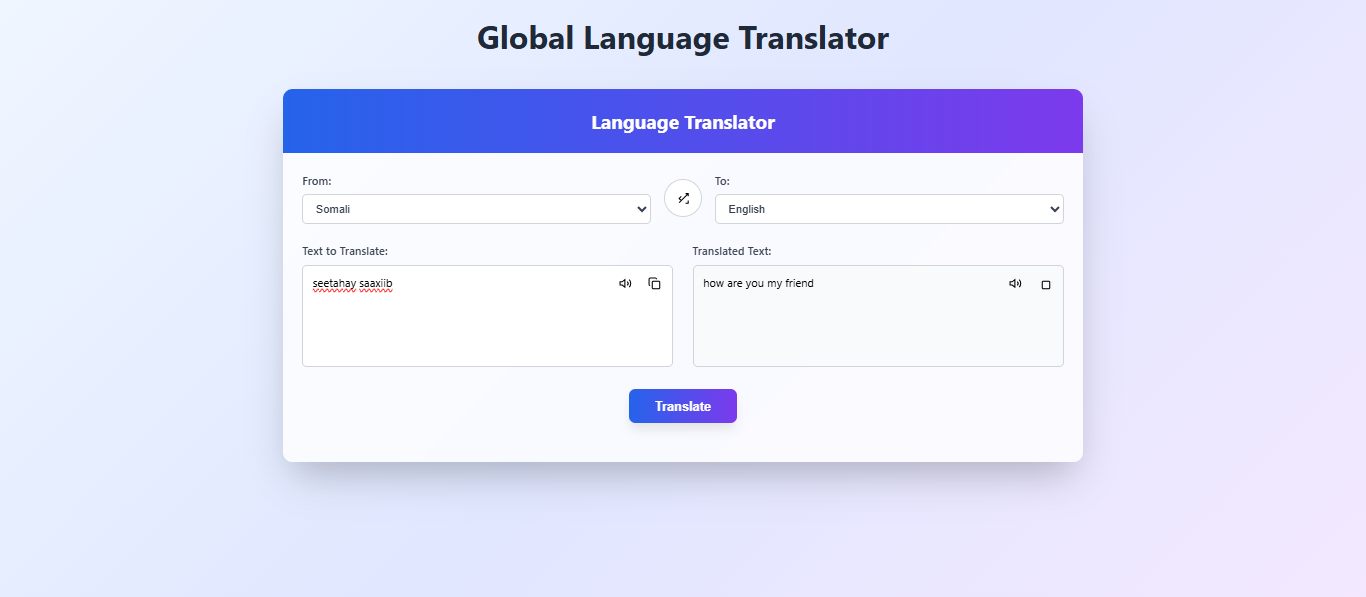 Global Language Translator
Language Translator
From:
To:
Somali
English
Text to Translate:
Translated Text:
seetahay saaxiib
how are you my friend
Translate